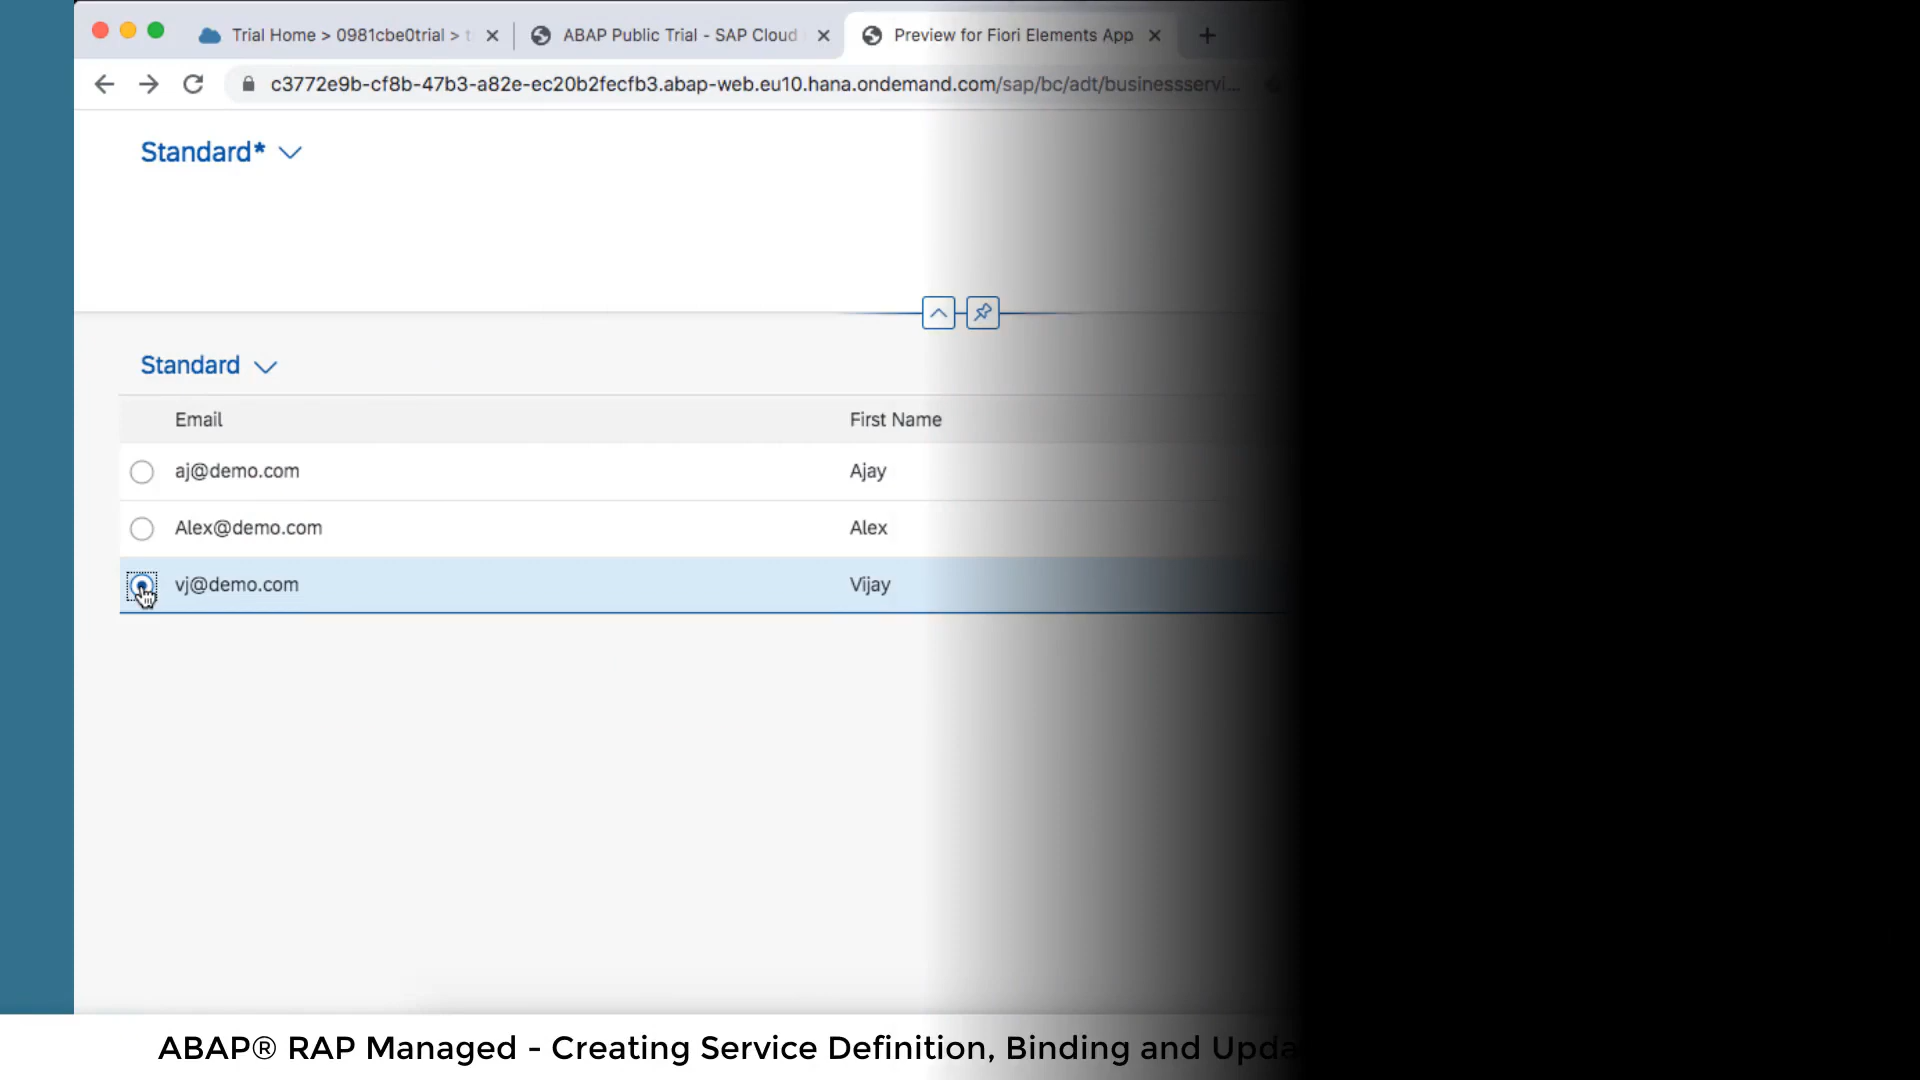 Trial Home > 0981cbe0trial >
ABAP Public Trial - SAP Cloud
Preview for Fiori Elements App
c3772e9b-cf8b-47b3-a82e-ec20b2fecfb3.abap-web.eu10.hana.ondemand.com/sap/bc/adt/businessservi...
Standard*
Standard
Email First Name
aj@demo.com Ajay
Alex@demo.com Alex
vj@demo.com Vijay
ABAP® RAP Managed - Creating Service Definition, Binding and Upda